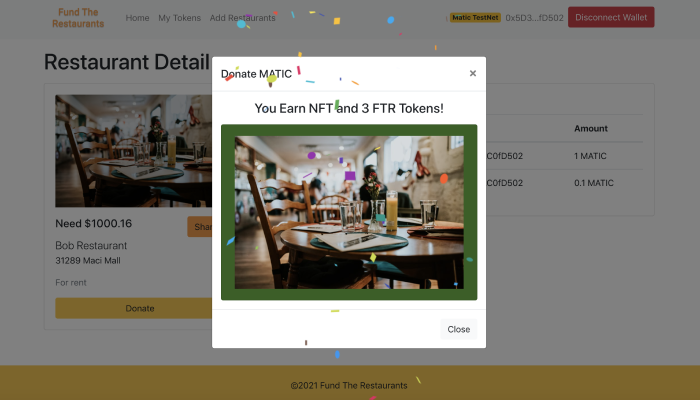 Fund The
Restaurants
Home
My Tokens
Add Restaurants
Matic TestNet
0x5D3...fD502
Disconnect Wallet
Restaurant Detail
Donate MATIC
×
You Earn NFT and 3 FTR Tokens!
Close
Need $1000.16
Shar
Bob Restaurant
31289 Maci Mall
For rent
Donate
Amount
C0fD502
1 MATIC
C0fD502
0.1 MATIC
©2021 Fund The Restaurants